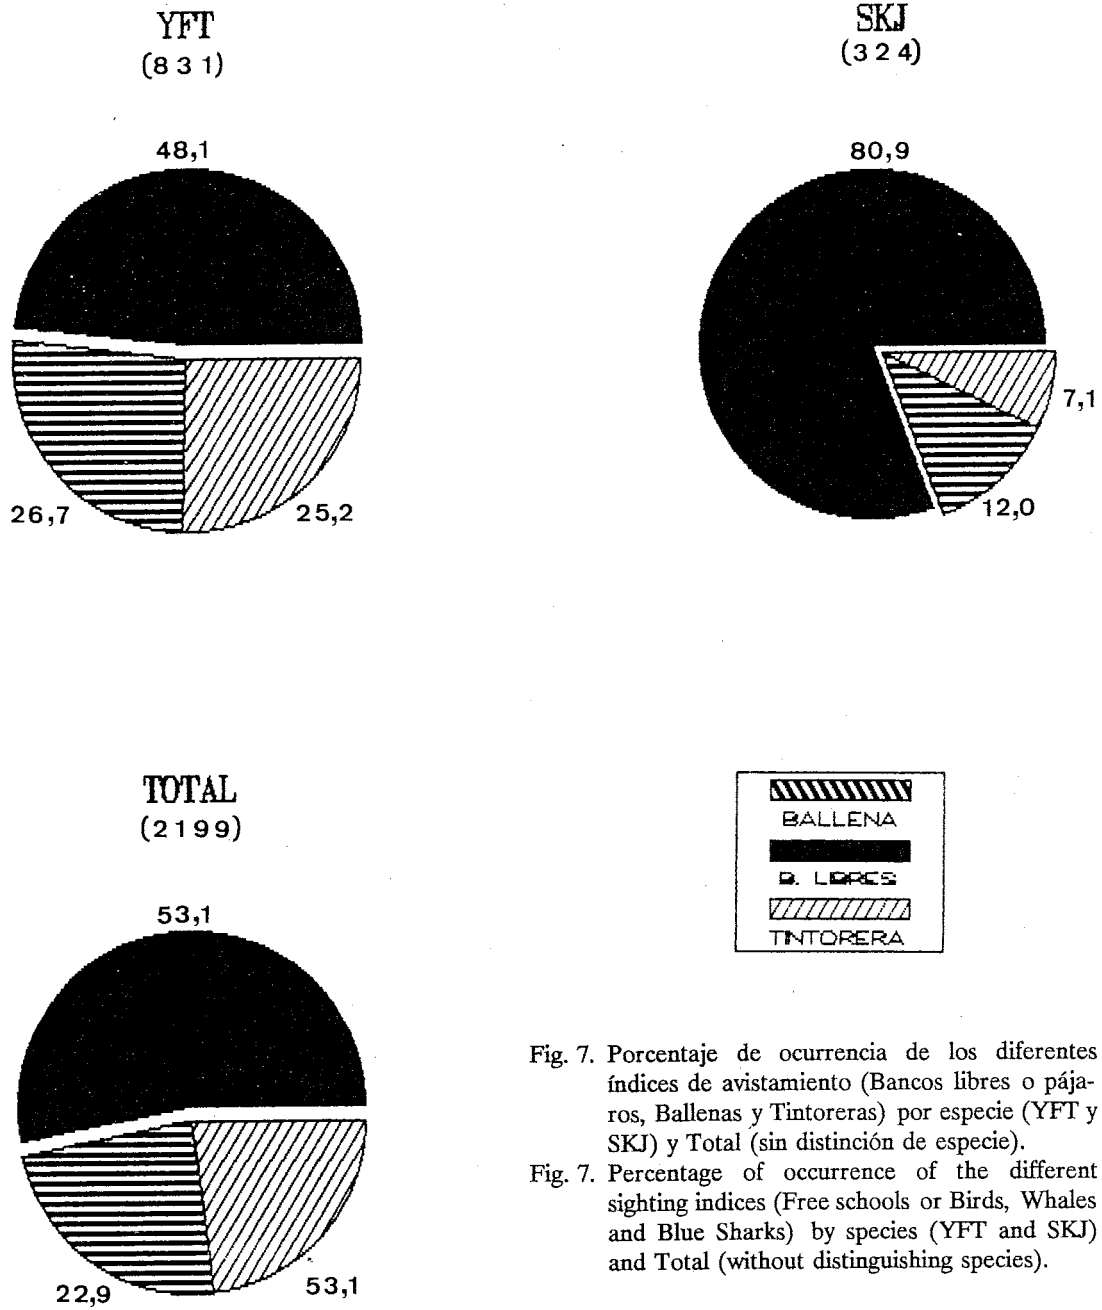 YFT
(831)
48,1
26,7
25,2
SKJ
(324)
80,9
7,1
12,0
TOTAL
(2199)
53,1
22,9
53,1
BALLENA
B. LIBRES
TINTORERA
Fig. 7. Porcentaje de ocurrencia de los diferentes
índices de avistamiento (Bancos libres o pája-
ros, Ballenas y Tintoreras) por especie (YFT y
SKJ) y Total (sin distinción de especie).
Fig. 7. Percentage of occurrence of the different
sighting indices (Free schools or Birds, Whales
and Blue Sharks) by species (YFT and SKJ)
and Total (without distinguishing species).